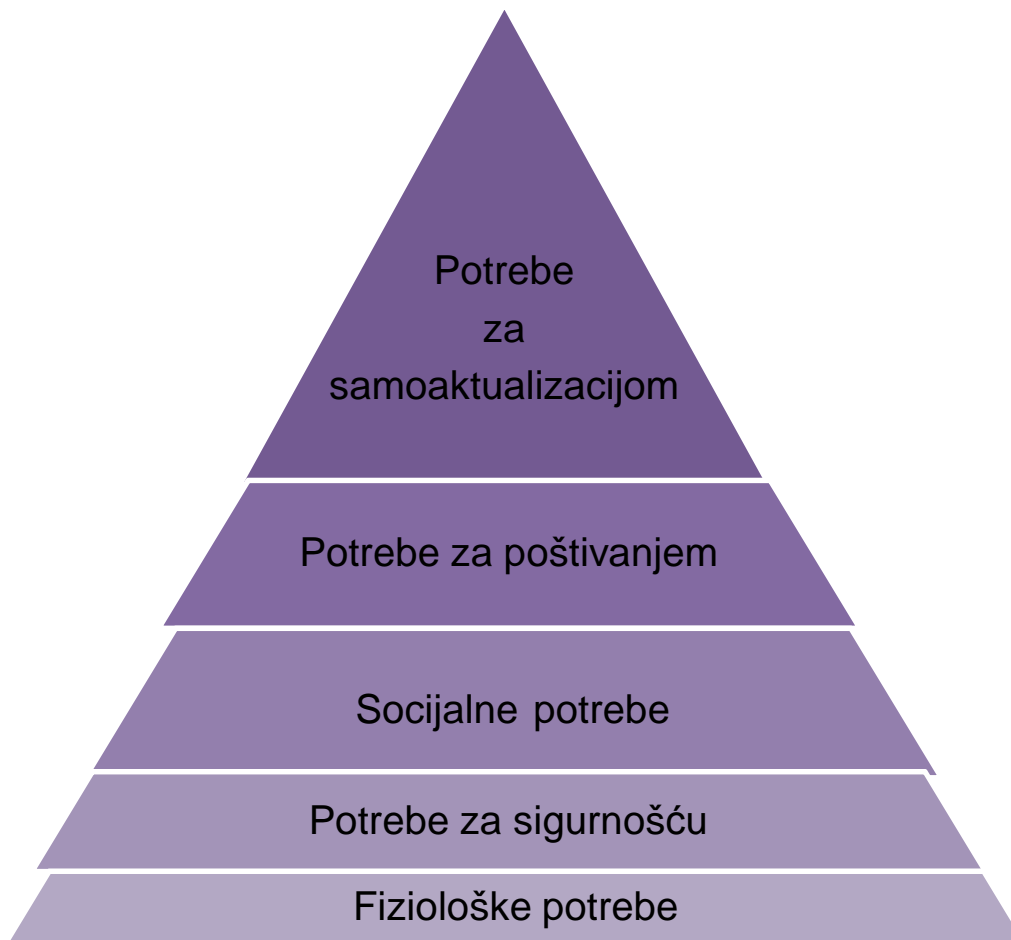 Potrebe
za
samoaktualizacijom
Potrebe za poštivanjem
Socijalne potrebe
Potrebe za sigurnošću
Fiziološke potrebe